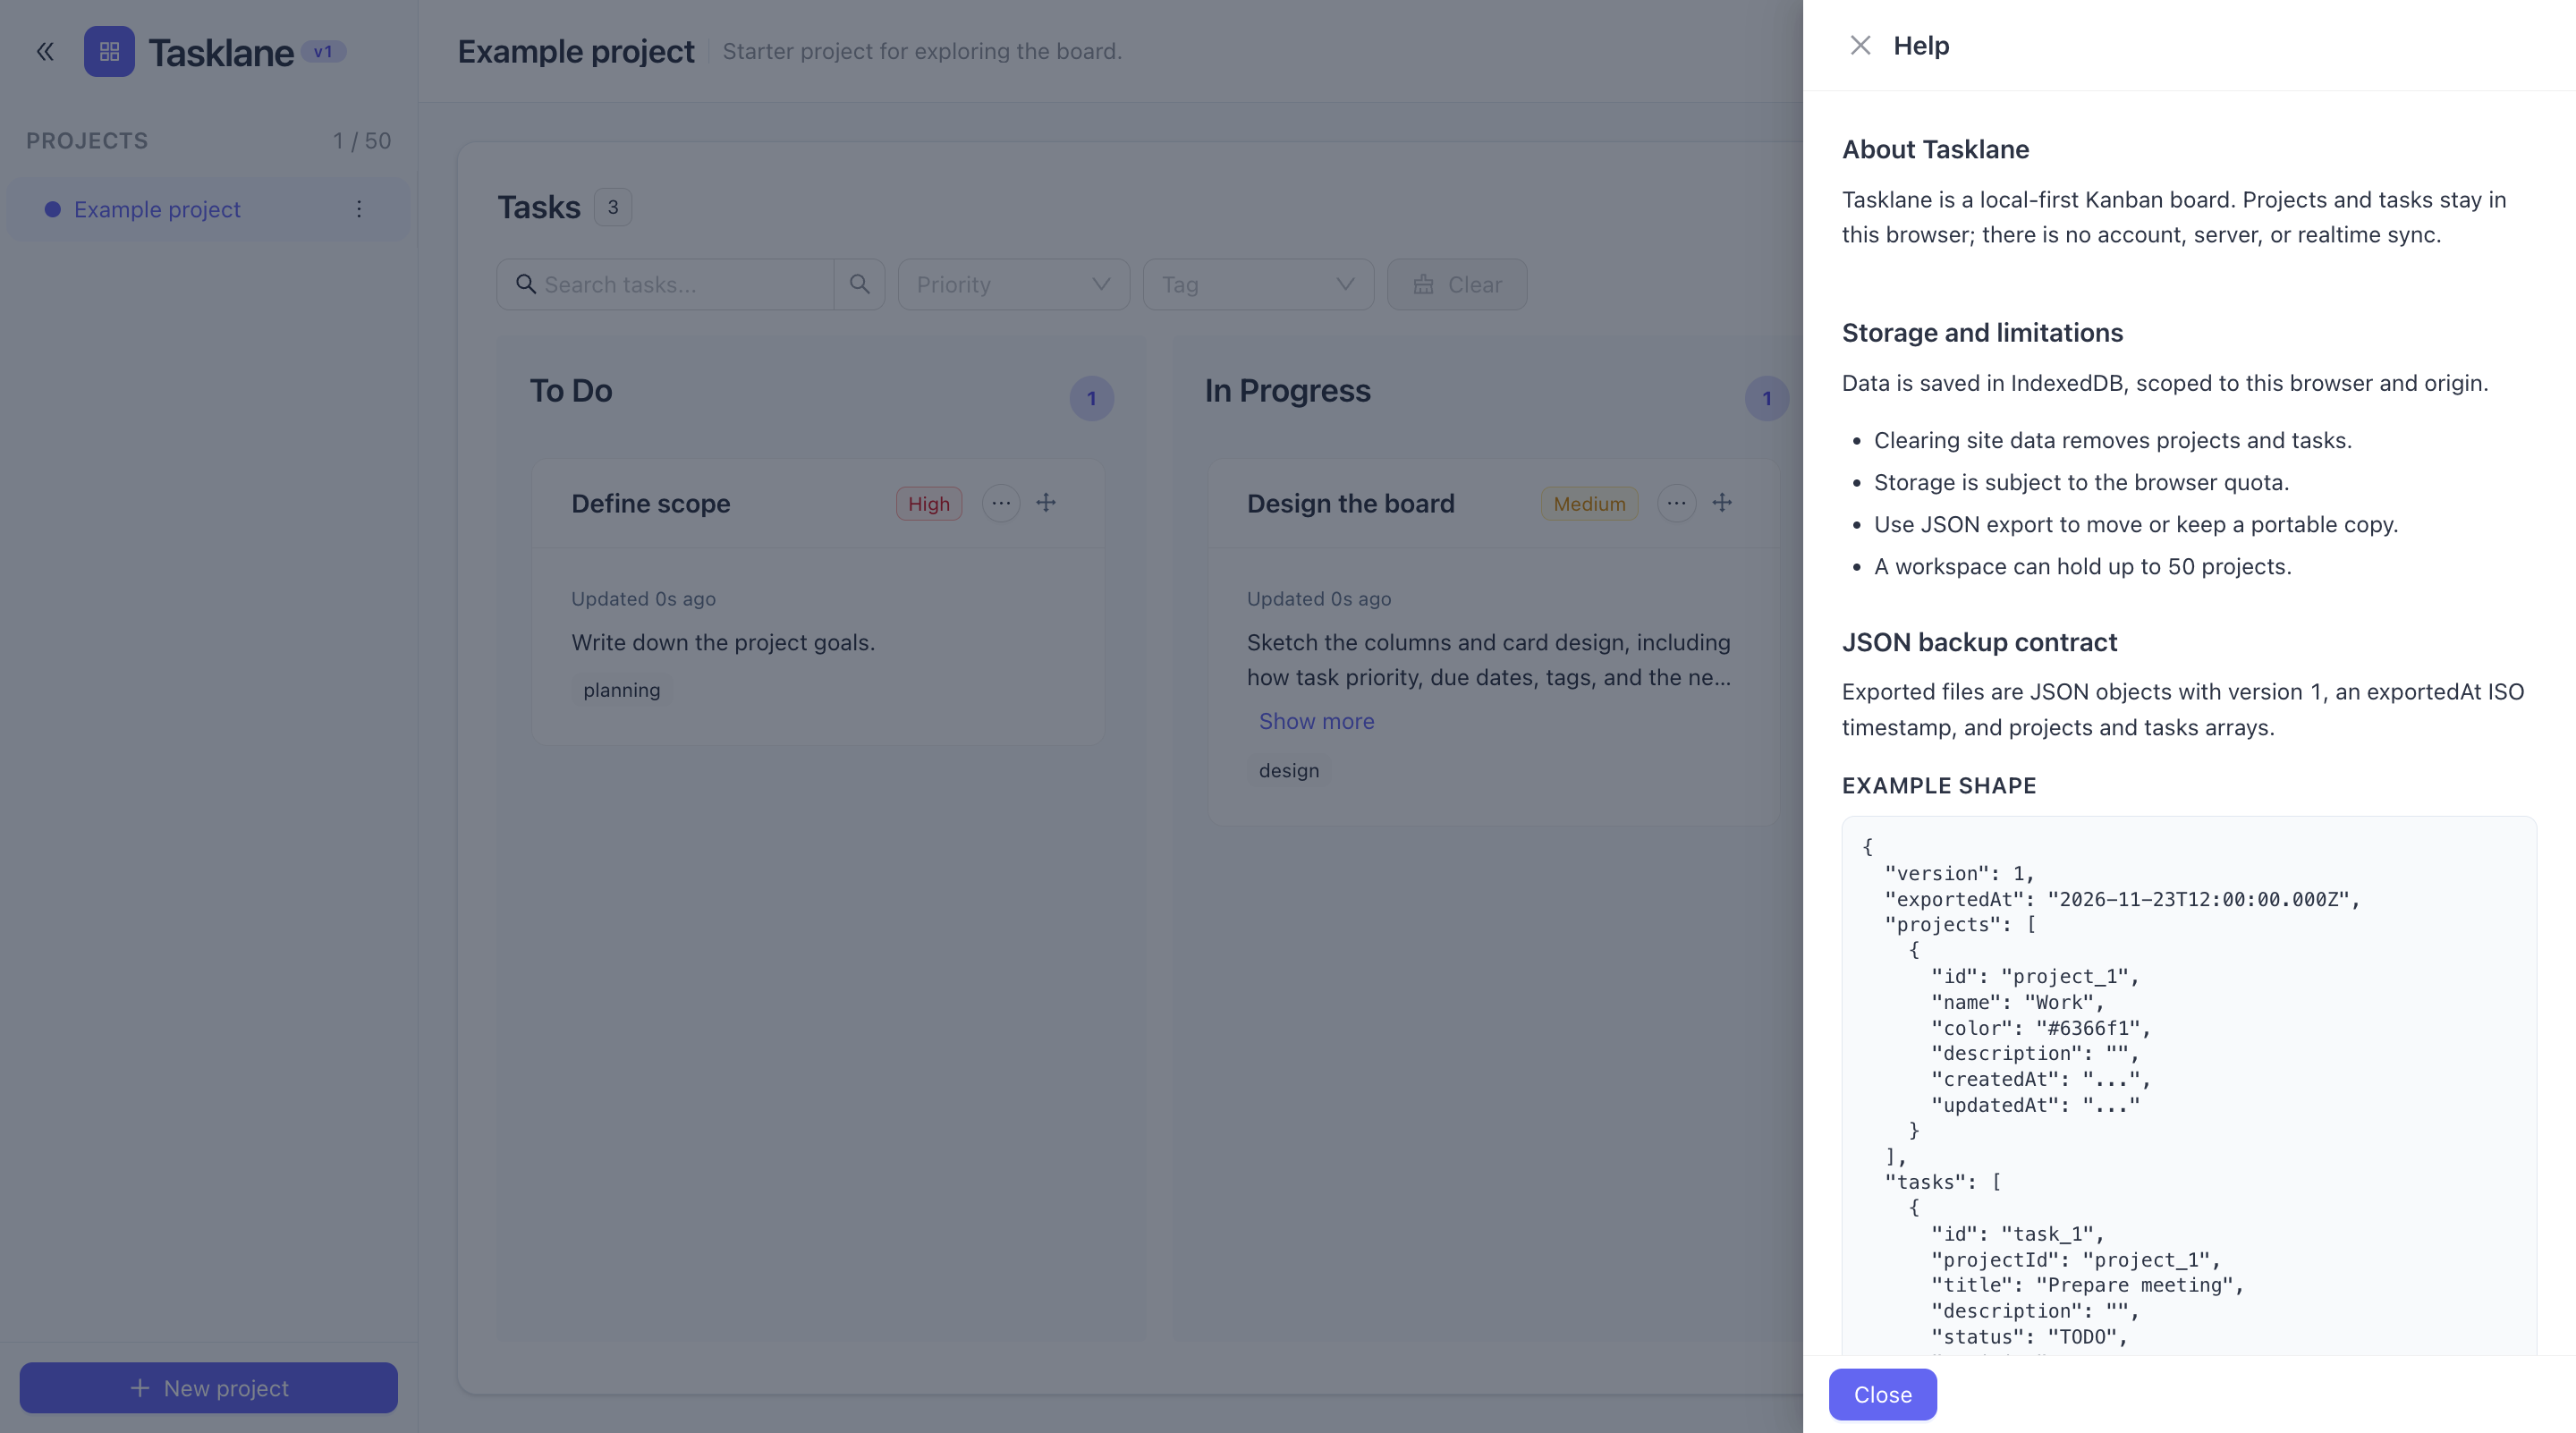 Tasklane v1
PROJECTS 1 / 50
Example project
New project
Example project Starter project for exploring the board.
Tasks 3
Search tasks... Priority Tag Clear
To Do 1
Define scope High
Updated 0s ago
Write down the project goals.
planning
In Progress 1
Design the board Medium
Updated 0s ago
Sketch the columns and card design, including
how task priority, due dates, tags, and the ne...
Show more
design
Help
About Tasklane
Tasklane is a local-first Kanban board. Projects and tasks stay in
this browser; there is no account, server, or realtime sync.
Storage and limitations
Data is saved in IndexedDB, scoped to this browser and origin.
• Clearing site data removes projects and tasks.
• Storage is subject to the browser quota.
• Use JSON export to move or keep a portable copy.
• A workspace can hold up to 50 projects.
JSON backup contract
Exported files are JSON objects with version 1, an exportedAt ISO
timestamp, and projects and tasks arrays.
EXAMPLE SHAPE
{
  "version": 1,
  "exportedAt": "2026-11-23T12:00:00.000Z",
  "projects": [
    {
      "id": "project_1",
      "name": "Work",
      "color": "#6366f1",
      "description": "",
      "createdAt": "...",
      "updatedAt": "..."
    }
  ],
  "tasks": [
    {
      "id": "task_1",
      "projectId": "project_1",
      "title": "Prepare meeting",
      "description": "",
      "status": "TODO",
Close